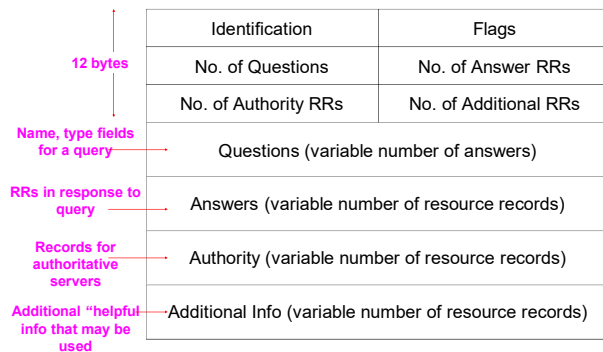 Identification
Flags
12 bytes
No. of Questions
No. of Answer RRs
No. of Authority RRs
No. of Additional RRs
Name, type fields
for a query
Questions (variable number of answers)
RRs in response to
query
Answers (variable number of resource records)
Records for
authoritative
servers
Authority (variable number of resource records)
Additional “helpful
info that may be
used
Additional Info (variable number of resource records)